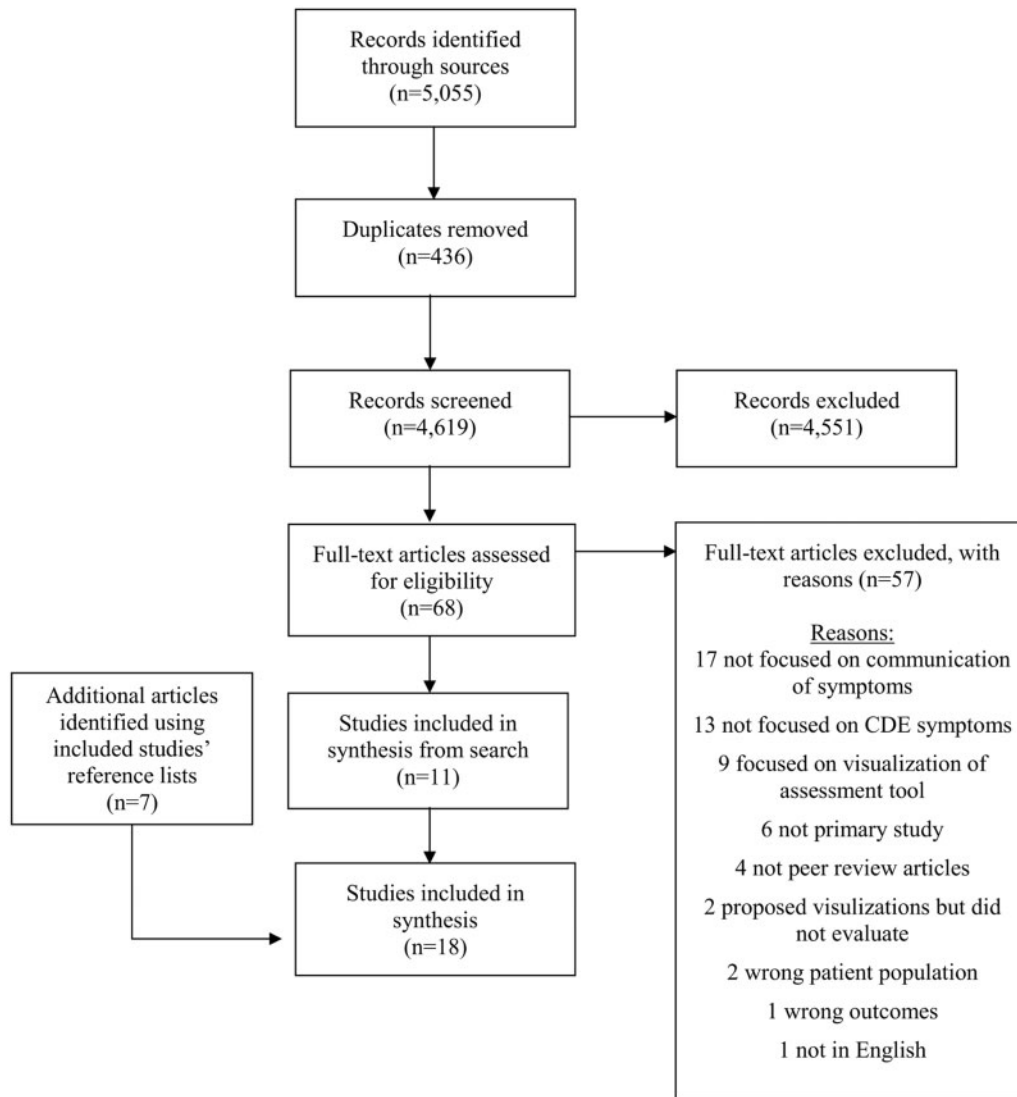 Records identified
through sources
(n=5,055)
Duplicates removed
(n=436)
Records screened
(n=4,619)
Records excluded
(n=4,551)
Full-text articles assessed
for eligibility
(n=68)
Full-text articles excluded, with
reasons (n=57)
Reasons:
17 not focused on communication
of symptoms
13 not focused on CDE symptoms
9 focused on visualization of
assessment tool
6 not primary study
4 not peer review articles
2 proposed visulizations but did
not evaluate
2 wrong patient population
1 wrong outcomes
1 not in English
Additional articles
identified using
included studies’
reference lists
(n=7)
Studies included in
synthesis from search
(n=11)
Studies included in
synthesis
(n=18)